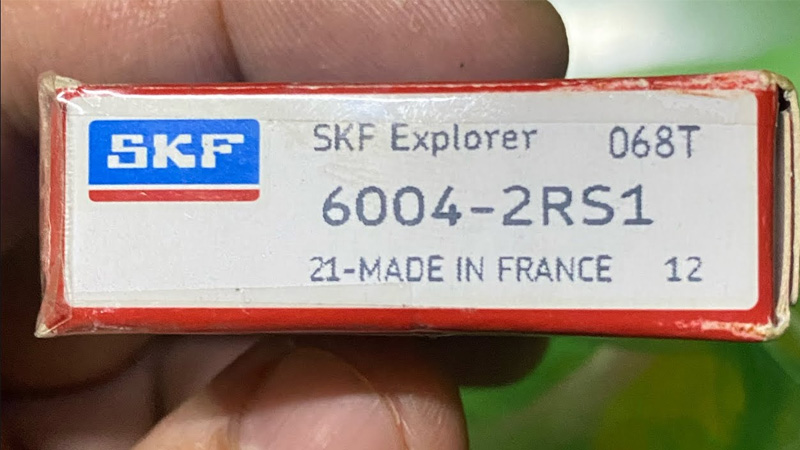 SKF
SKF Explorer 068T
6004-2RS1
21-MADE IN FRANCE 12